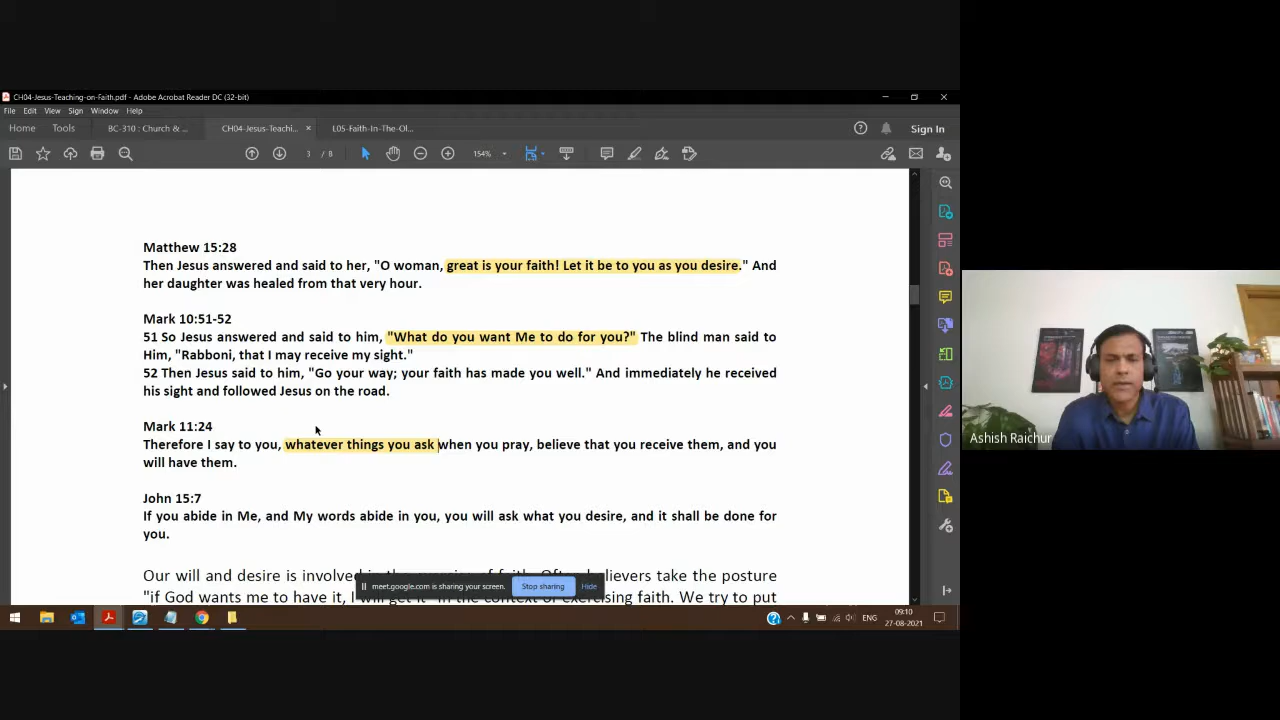 CH04-Jesus-Teaching-on-Faith.pdf - Adobe Acrobat Reader DC (32-bit)
File Edit View Sign Window Help
Home Tools BC-310 : Church & ... CH04-Jesus-Teachi... × L05-Faith-In-The-Ol... Sign In
3 / 8 154%
Matthew 15:28
Then Jesus answered and said to her, "O woman, great is your faith! Let it be to you as you desire." And
her daughter was healed from that very hour.
Mark 10:51-52
51 So Jesus answered and said to him, "What do you want Me to do for you?" The blind man said to
Him, "Rabboni, that I may receive my sight."
52 Then Jesus said to him, "Go your way; your faith has made you well." And immediately he received
his sight and followed Jesus on the road.
Mark 11:24
Therefore I say to you, whatever things you ask when you pray, believe that you receive them, and you
will have them.
John 15:7
If you abide in Me, and My words abide in you, you will ask what you desire, and it shall be done for
you.
Our will and desire is involved in the exercise of faith. Often believers take the posture
"if God wants me to have it, I will get it" in the context of exercising faith. We try to put
meet.google.com is sharing your screen. Stop sharing Hide
ENG 09:10
27-08-2021
Ashish Raichur